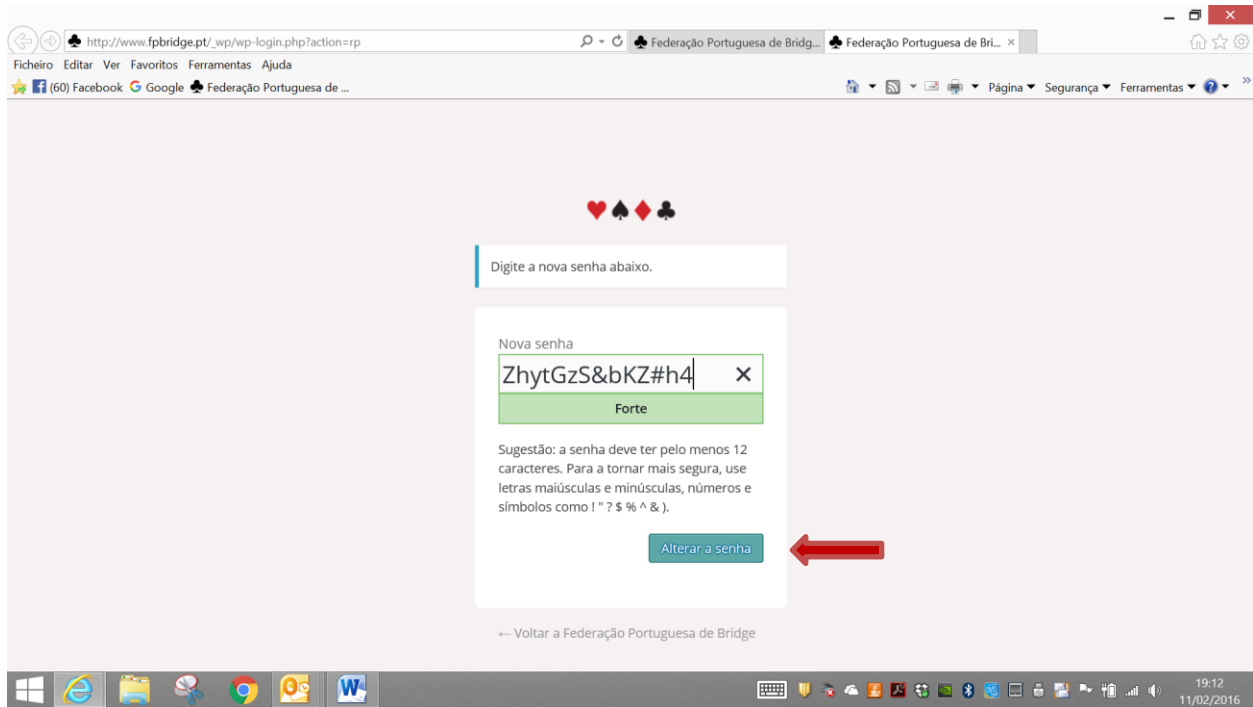 http://www.fpbridge.pt/_wp/wp-login.php?action=rp
Federação Portuguesa de Bridg...
Federação Portuguesa de Bri...
Ficheiro Editar Ver Favoritos Ferramentas Ajuda
(60) Facebook Google Federação Portuguesa de ...
Página Segurança Ferramentas
Digite a nova senha abaixo.
Nova senha
ZhytGzS&bKZ#h4
Forte
Sugestão: a senha deve ter pelo menos 12
caracteres. Para a tornar mais segura, use
letras maiúsculas e minúsculas, números e
símbolos como ! " ? $ % ^ & ).
Alterar a senha
← Voltar a Federação Portuguesa de Bridge
19:12
11/02/2016